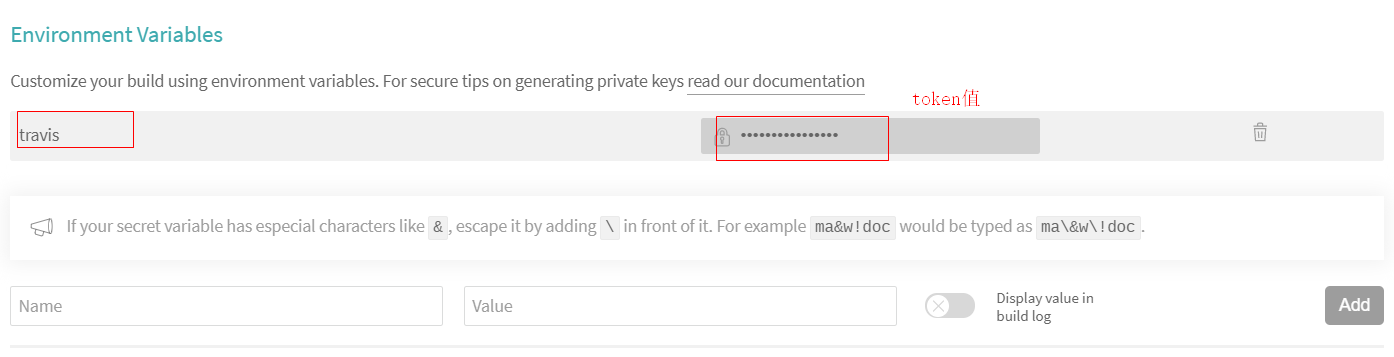 Environment Variables
Customize your build using environment variables. For secure tips on generating private keys read our documentation
token值
travis ••••••••••••••••
If your secret variable has especial characters like & , escape it by adding \ in front of it. For example ma&w!doc would be typed as ma\&w\!doc .
Name Value Display value in
build log Add